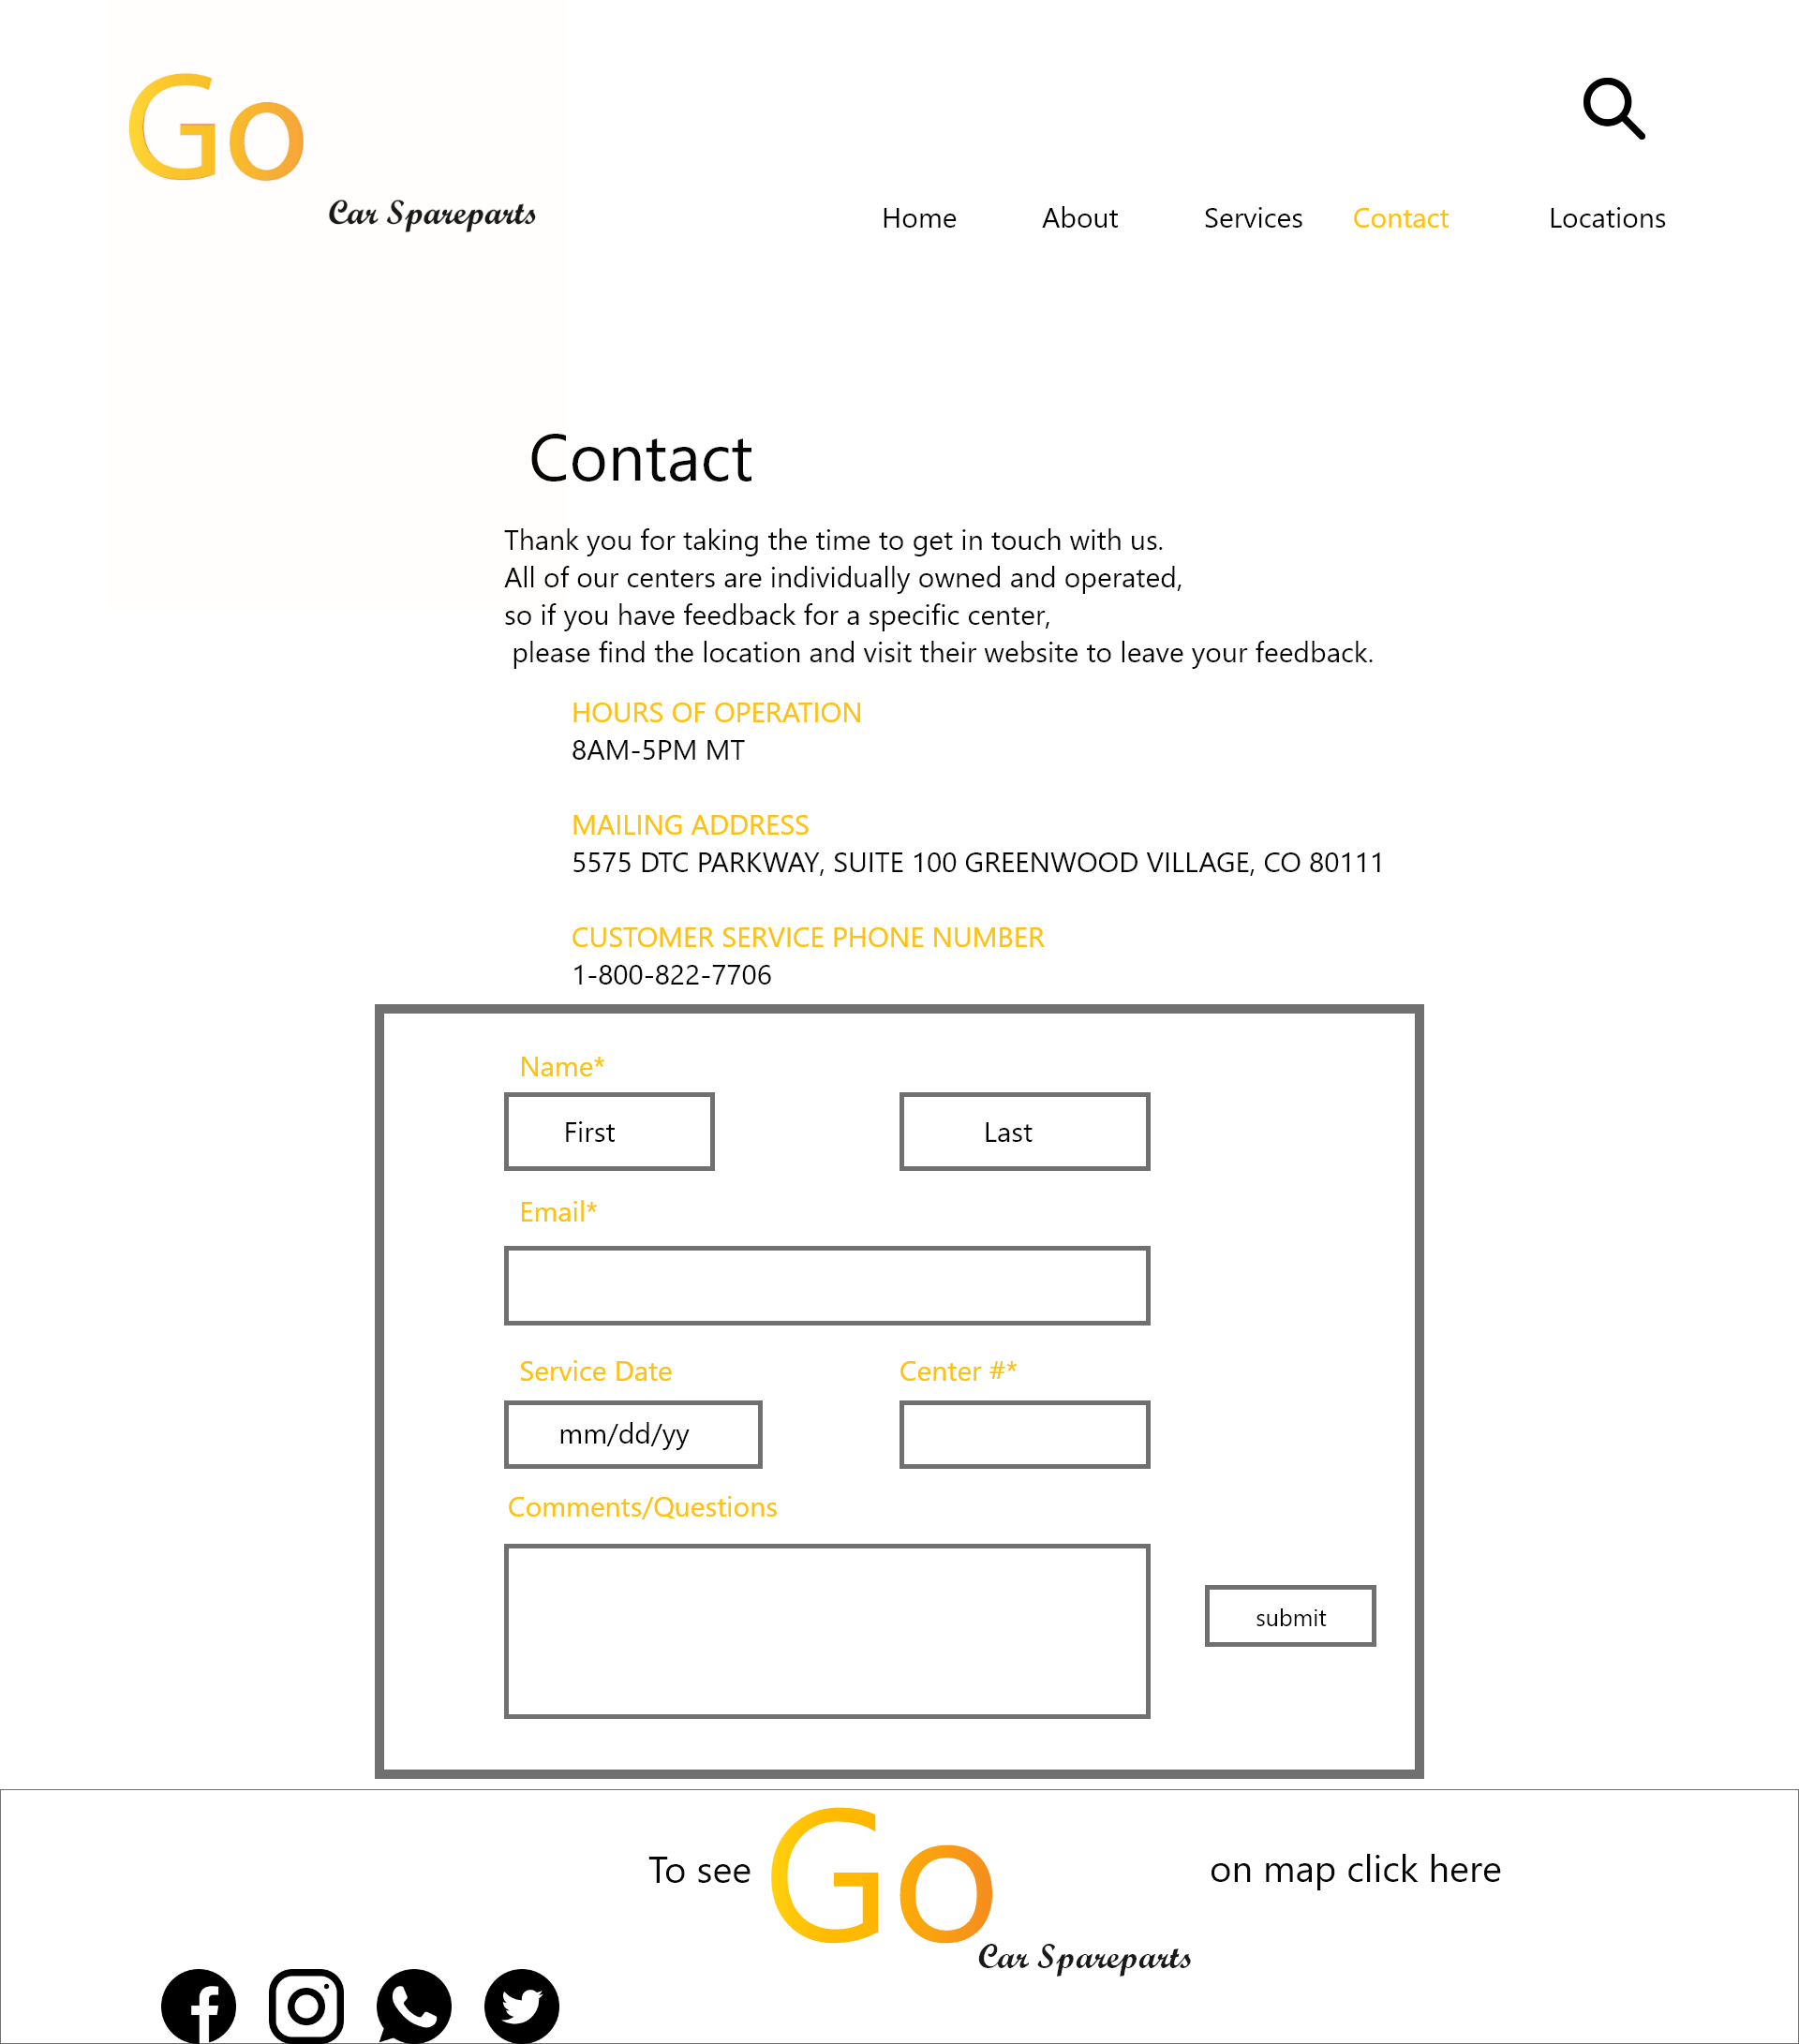 Go
Car Spareparts
Home About Services Contact Locations
Contact
Thank you for taking the time to get in touch with us.
All of our centers are individually owned and operated,
so if you have feedback for a specific center,
please find the location and visit their website to leave your feedback.
HOURS OF OPERATION
8AM-5PM MT
MAILING ADDRESS
5575 DTC PARKWAY, SUITE 100 GREENWOOD VILLAGE, CO 80111
CUSTOMER SERVICE PHONE NUMBER
1-800-822-7706
Name*
First Last
Email*
Service Date Center #*
mm/dd/yy
Comments/Questions
submit
To see Go on map click here
Car Spareparts